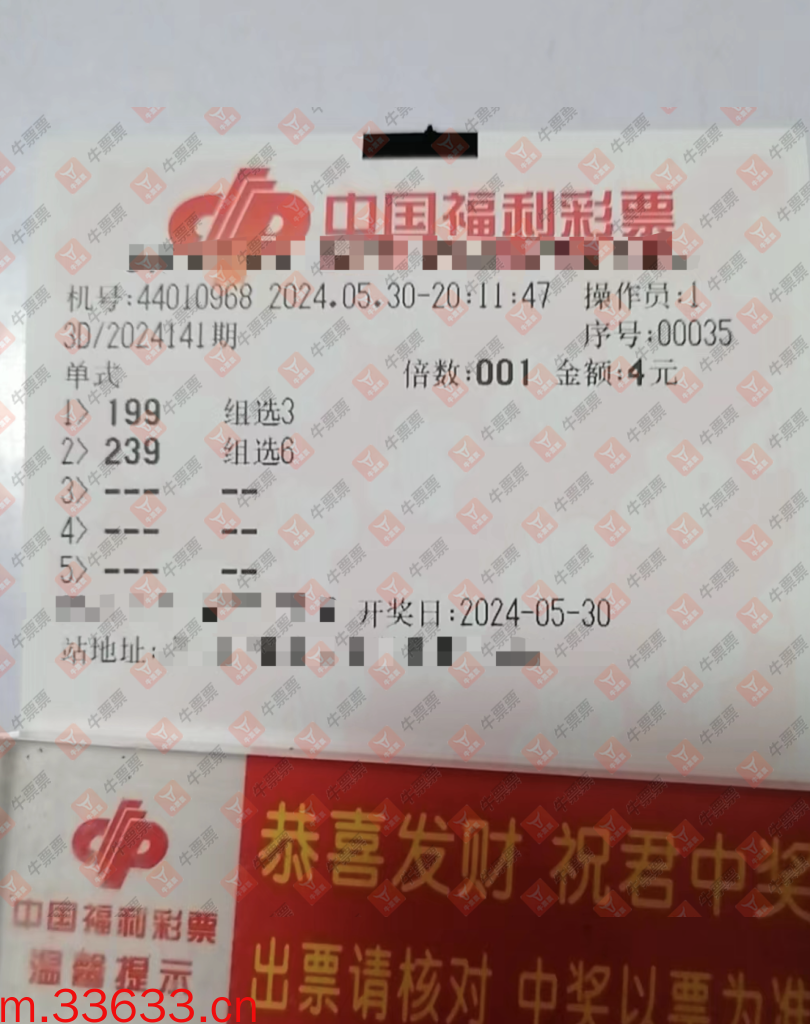 中国福利彩票
机号:44010968 2024.05.30-20:11:47 操作员:1
3D/2024141期 序号:00035
单式 倍数:001 金额:4元
1> 199 组选3
2> 239 组选6
3> --- --
4> --- --
5> --- --
开奖日:2024-05-30
站地址:
恭喜发财 祝君中奖
中国福利彩票
温馨提示
出票请核对 中奖以票为准
m.33633.cn
牛票票